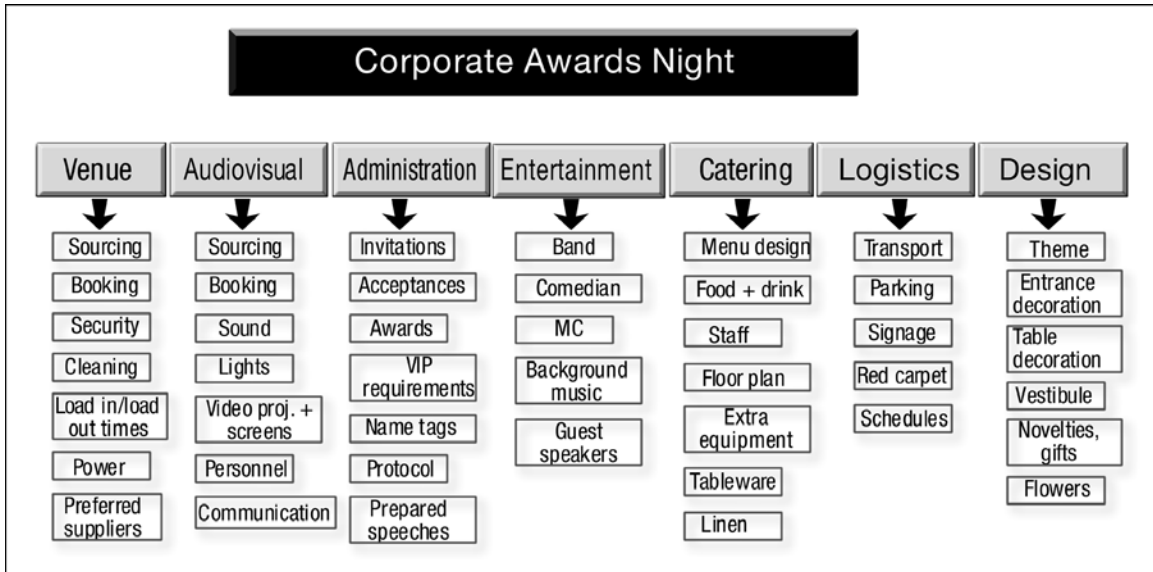 Corporate Awards Night
Venue
Sourcing
Booking
Security
Cleaning
Load in/load
out times
Power
Preferred
suppliers
Audiovisual
Sourcing
Booking
Sound
Lights
Video proj. +
screens
Personnel
Communication
Administration
Invitations
Acceptances
Awards
VIP
requirements
Name tags
Protocol
Prepared
speeches
Entertainment
Band
Comedian
MC
Background
music
Guest
speakers
Catering
Menu design
Food + drink
Staff
Floor plan
Extra
equipment
Tableware
Linen
Logistics
Transport
Parking
Signage
Red carpet
Schedules
Design
Theme
Entrance
decoration
Table
decoration
Vestibule
Novelties,
gifts
Flowers